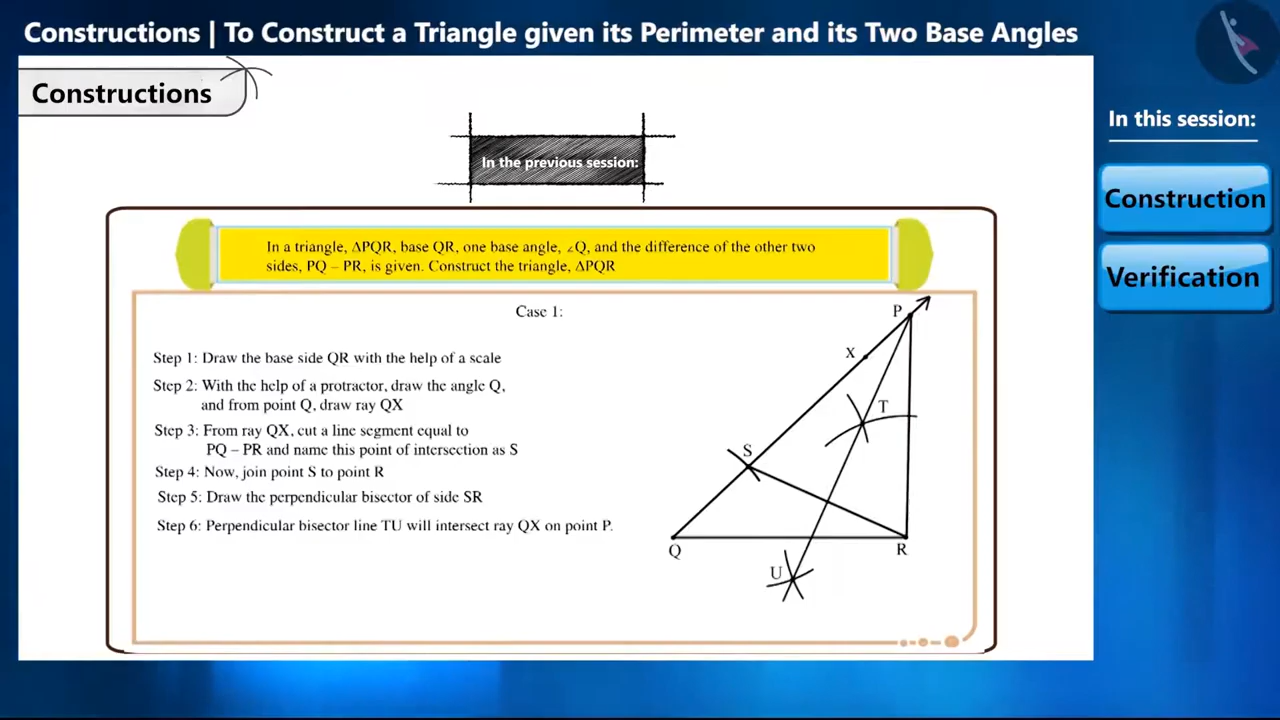 Constructions | To Construct a Triangle given its Perimeter and its Two Base Angles
Constructions
In the previous session:
In this session:
Construction
Verification
In a triangle, ΔPQR, base QR, one base angle, ∠Q, and the difference of the other two
sides, PQ – PR, is given. Construct the triangle, ΔPQR
Case 1:
Step 1: Draw the base side QR with the help of a scale
Step 2: With the help of a protractor, draw the angle Q,
and from point Q, draw ray QX
Step 3: From ray QX, cut a line segment equal to
PQ – PR and name this point of intersection as S
Step 4: Now, join point S to point R
Step 5: Draw the perpendicular bisector of side SR
Step 6: Perpendicular bisector line TU will intersect ray QX on point P.
P
X
T
S
Q
R
U